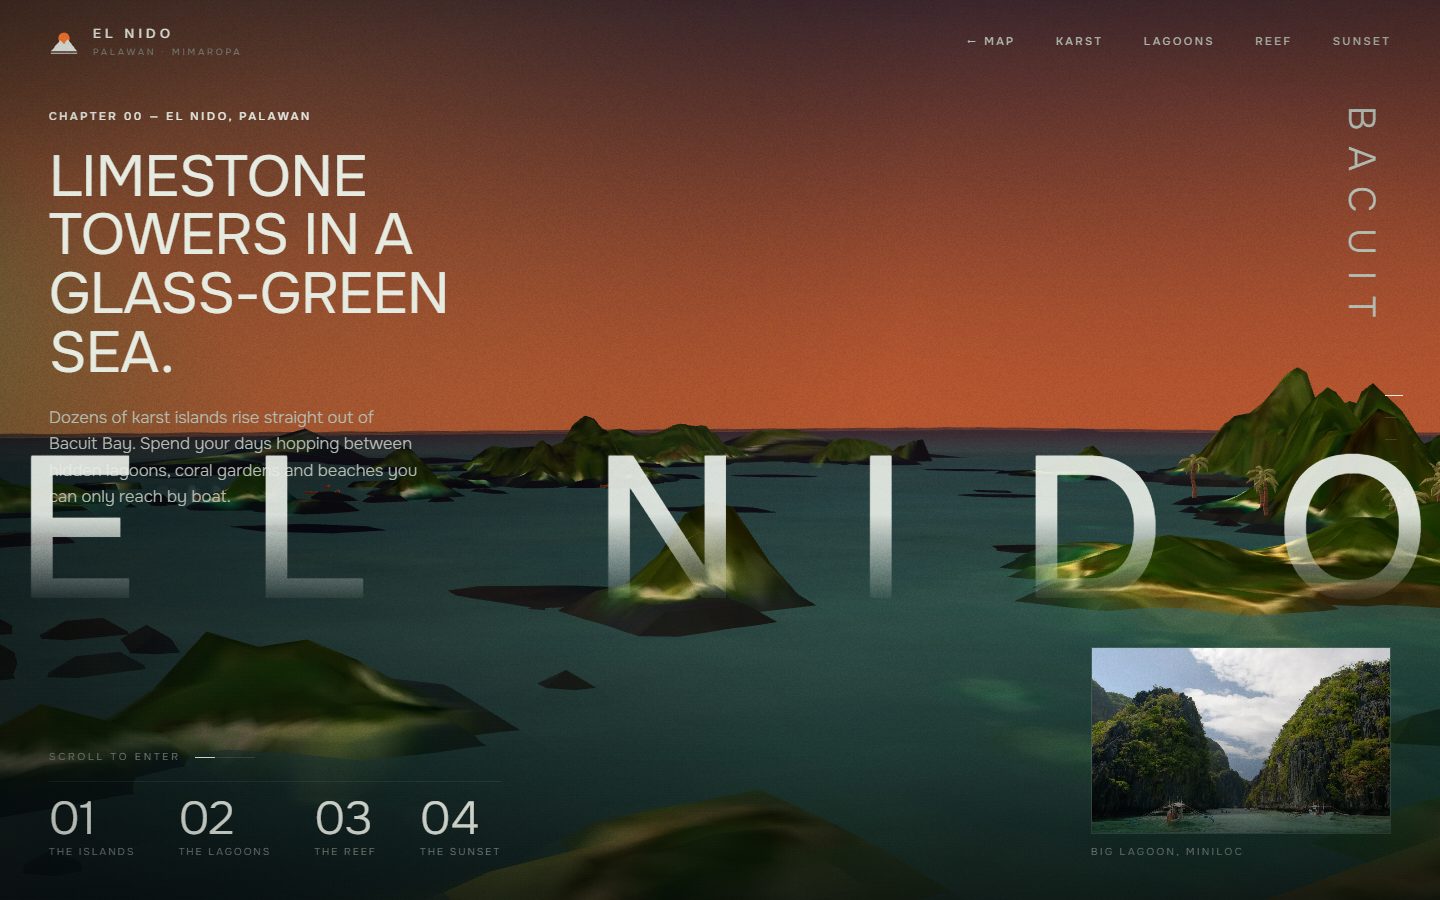 EL NIDO
PALAWAN · MIMAROPA
← MAP
KARST
LAGOONS
REEF
SUNSET
CHAPTER 00 — EL NIDO, PALAWAN
LIMESTONE
TOWERS IN A
GLASS-GREEN
SEA.
Dozens of karst islands rise straight out of
Bacuit Bay. Spend your days hopping between
hidden lagoons, coral gardens and beaches you
can only reach by boat.
BACUIT
EL NIDO
SCROLL TO ENTER
01
THE ISLANDS
02
THE LAGOONS
03
THE REEF
04
THE SUNSET
BIG LAGOON, MINILOC